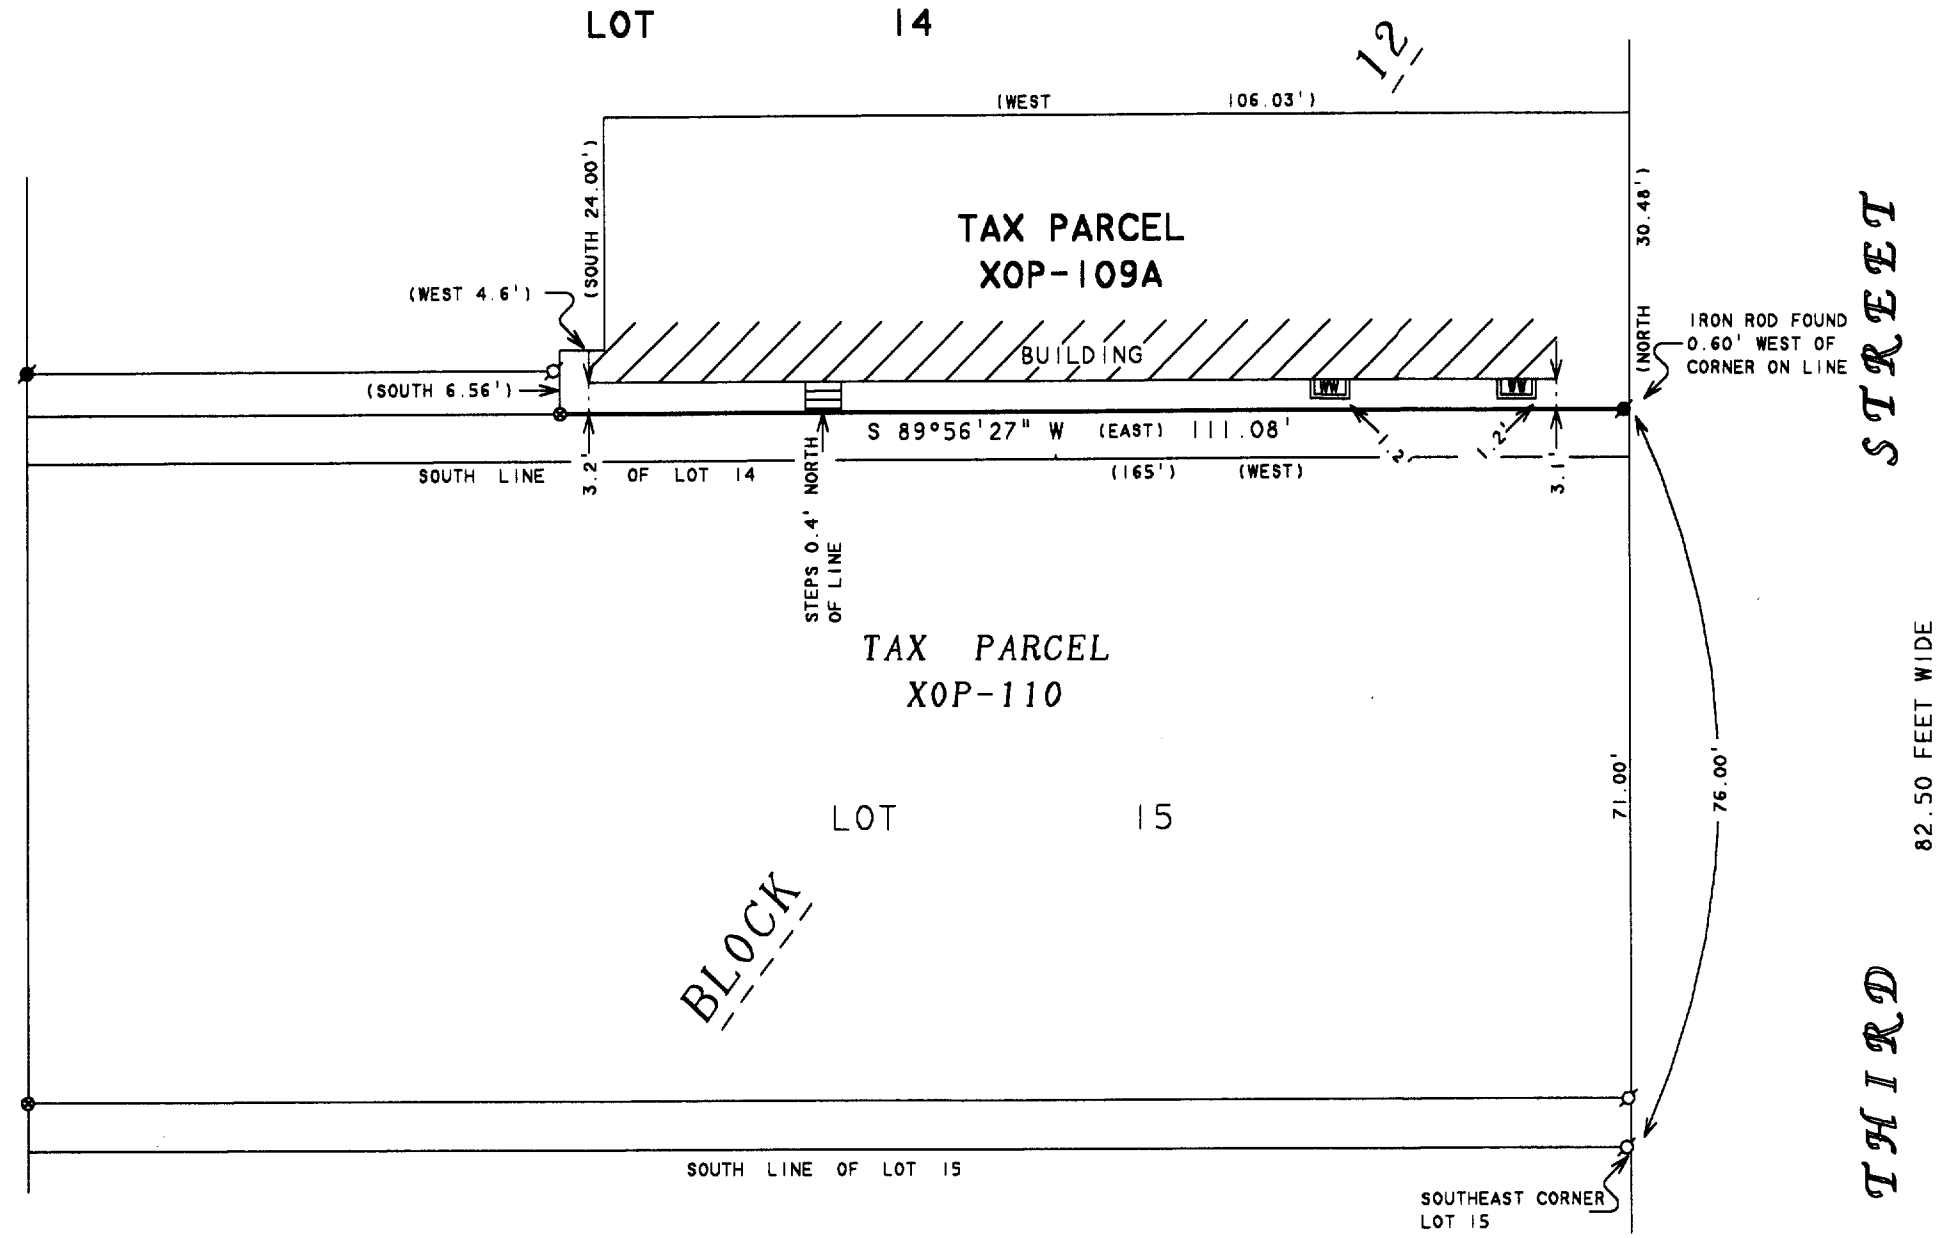 LOT 14
12
(WEST 106.03')
(SOUTH 24.00')
30.48')
(NORTH
TAX PARCEL
XOP-109A
(WEST 4.6')
IRON ROD FOUND
0.60' WEST OF
CORNER ON LINE
BUILDING
(SOUTH 6.56')
WW
WW
S 89°56'27" W (EAST) 111.08'
1.2'
1.2'
3.2'
3.1'
SOUTH LINE OF LOT 14
(165') (WEST)
STEPS 0.4' NORTH
OF LINE
TAX PARCEL
XOP-110
LOT 15
71.00'
76.00'
BLOCK
SOUTH LINE OF LOT 15
SOUTHEAST CORNER
LOT 15
THIRD STREET
82.50 FEET WIDE